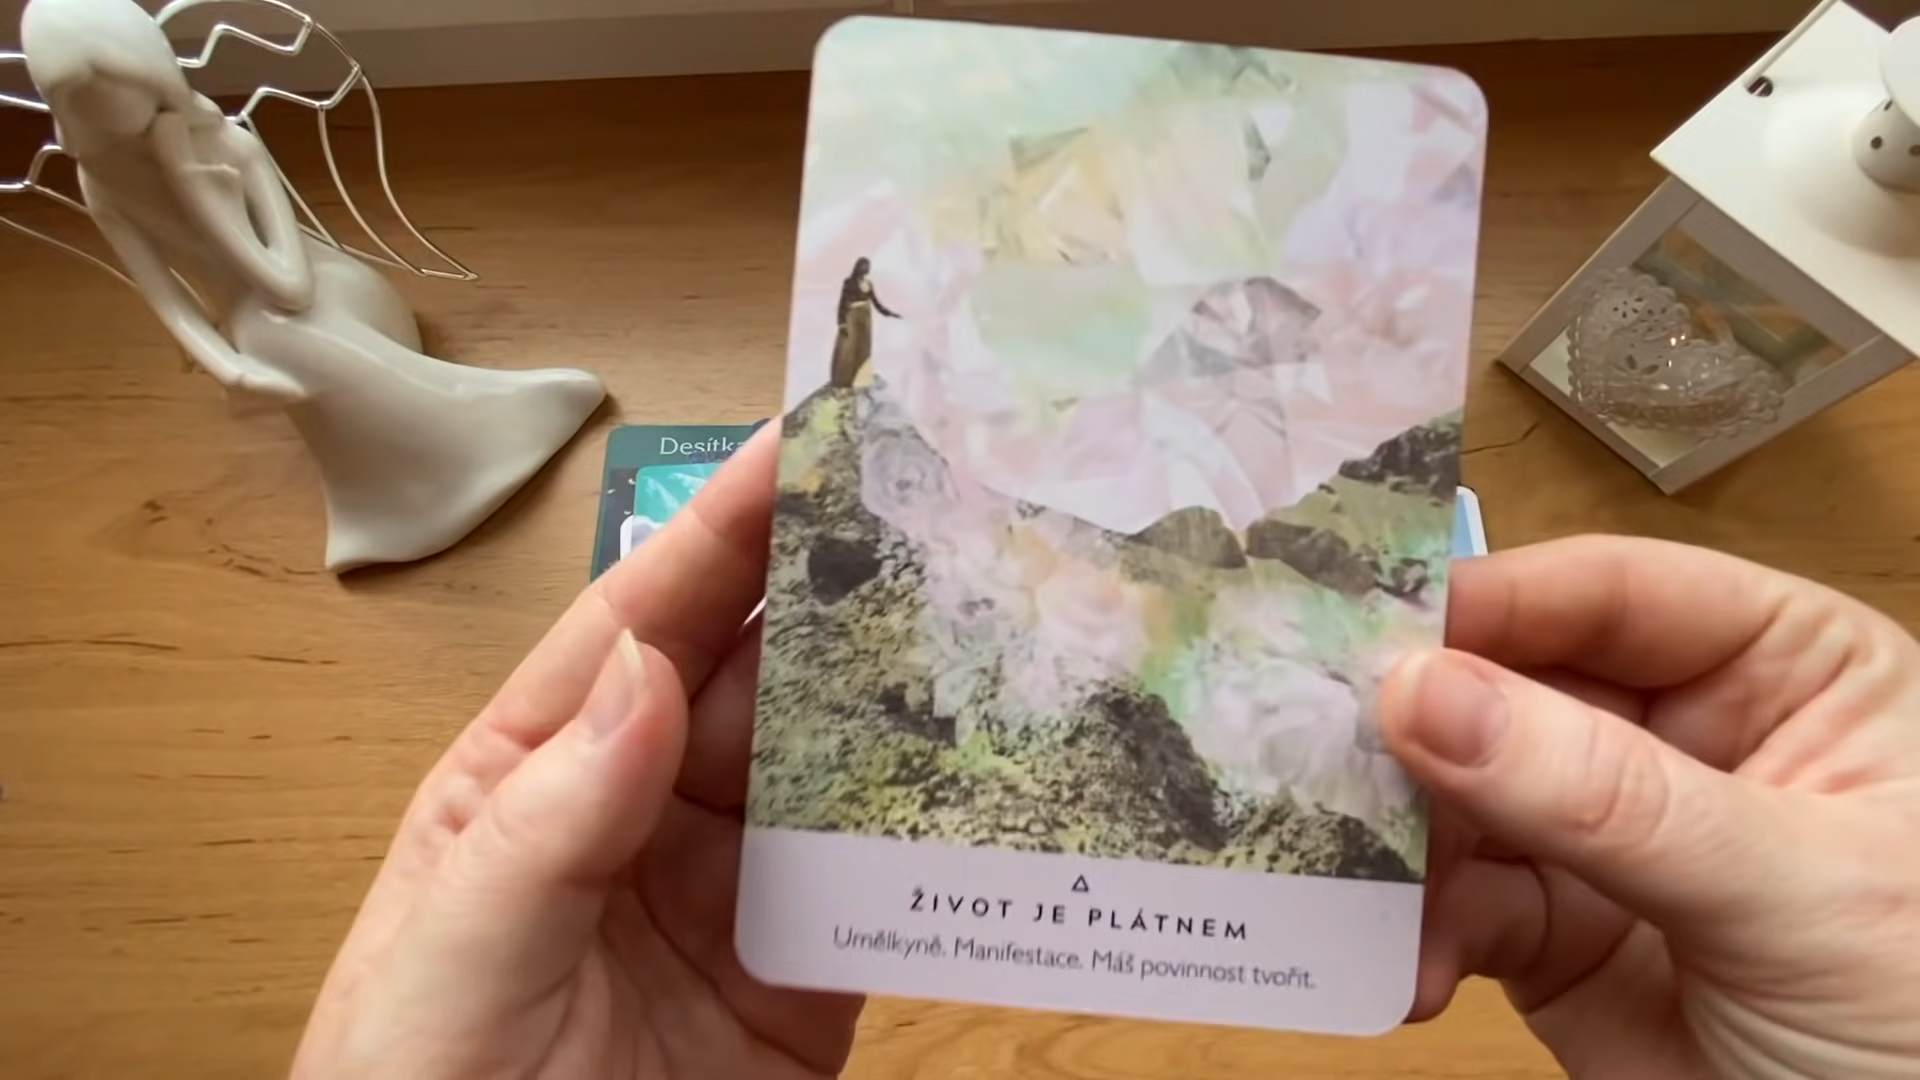 Desítka
ŽIVOT JE PLÁTNEM
Umělkyně. Manifestace. Máš povinnost tvořit.